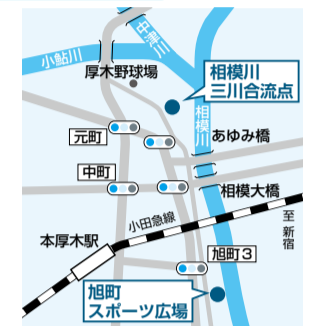 小鮎川
中津川
厚木野球場
相模川
三川合流点
相模川
元町
あゆみ橋
中町
相模大橋
小田急線
至 新宿
本厚木駅
旭町3
旭町
スポーツ広場